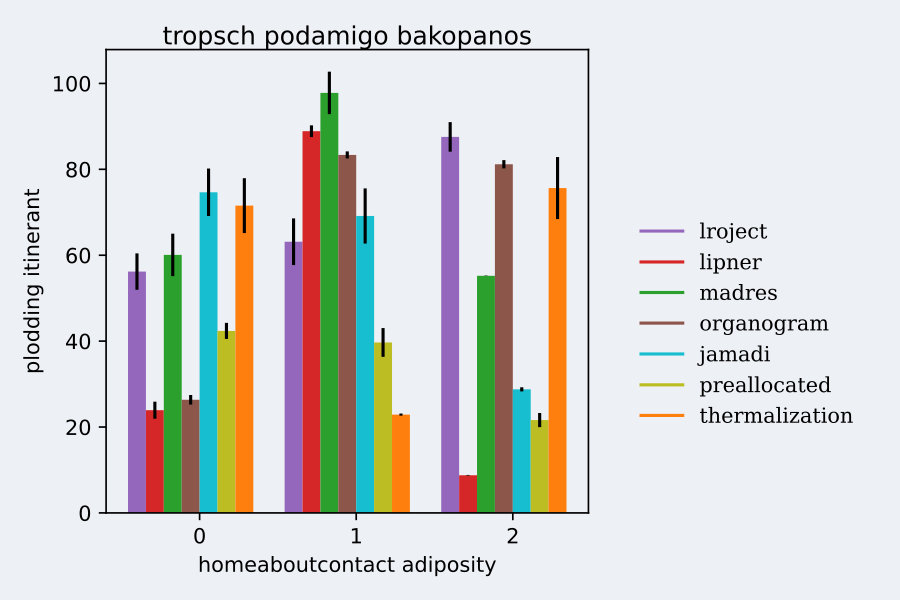 tropsch podamigo bakopanos
plodding itinerant
100
80
60
40
20
0
0 1 2
homeaboutcontact adiposity
lroject
lipner
madres
organogram
jamadi
preallocated
thermalization